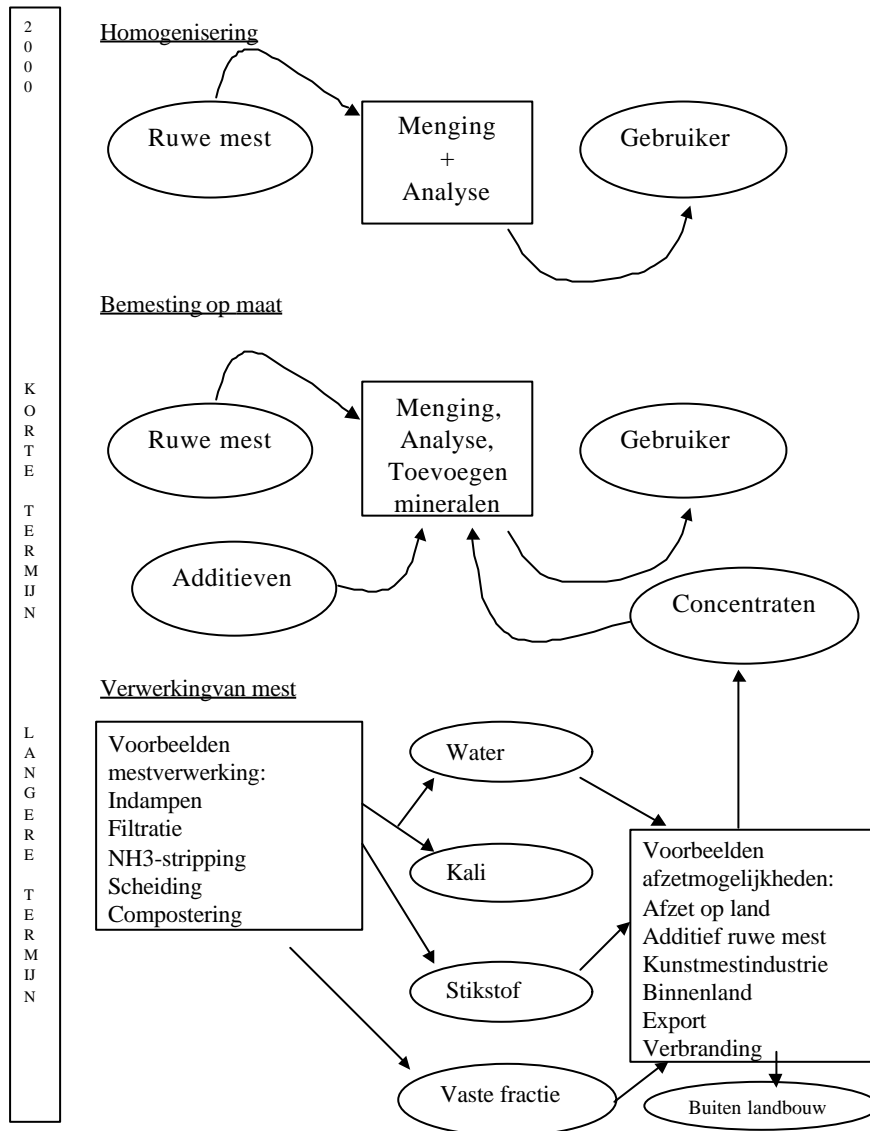 2000
KORTE TERMIJN
LANGERE TERMIJN
Homogenisering
Ruwe mest
Menging
+
Analyse
Gebruiker
Bemesting op maat
Ruwe mest
Menging,
Analyse,
Toevoegen
mineralen
Gebruiker
Additieven
Concentraten
Verwerkingvan mest
Voorbeelden
mestverwerking:
Indampen
Filtratie
NH3-stripping
Scheiding
Compostering
Water
Kali
Stikstof
Vaste fractie
Voorbeelden
afzetmogelijkheden:
Afzet op land
Additief ruwe mest
Kunstmestindustrie
Binnenland
Export
Verbranding
Buiten landbouw